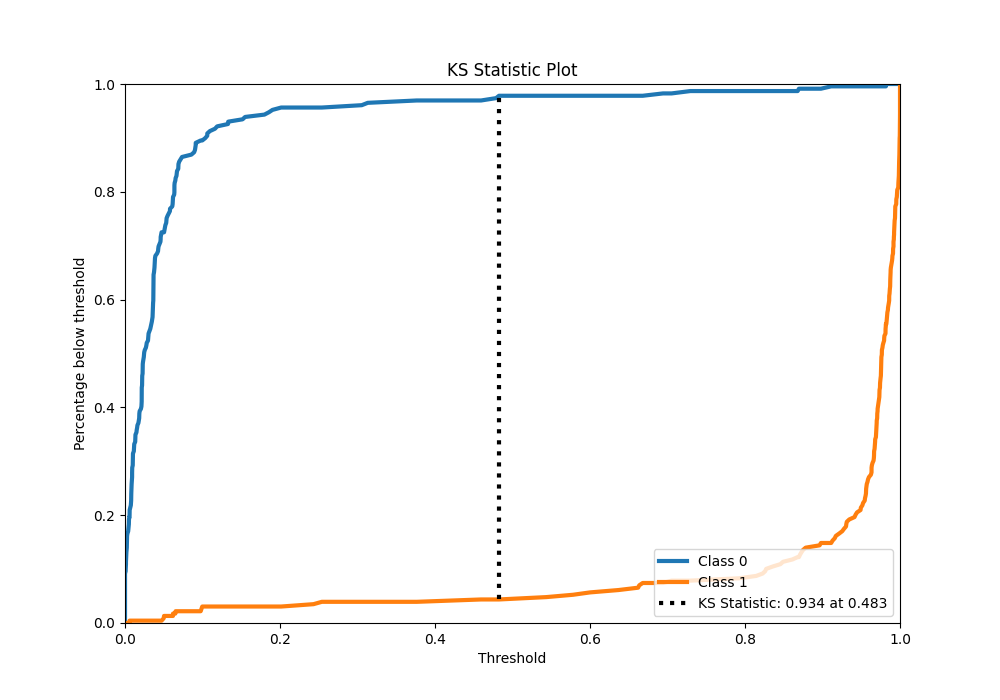 KS Statistic Plot
1.0
0.8
0.6
0.4
0.2
0.0
Percentage below threshold
0.0 0.2 0.4 0.6 0.8 1.0
Threshold
Class 0
Class 1
KS Statistic: 0.934 at 0.483